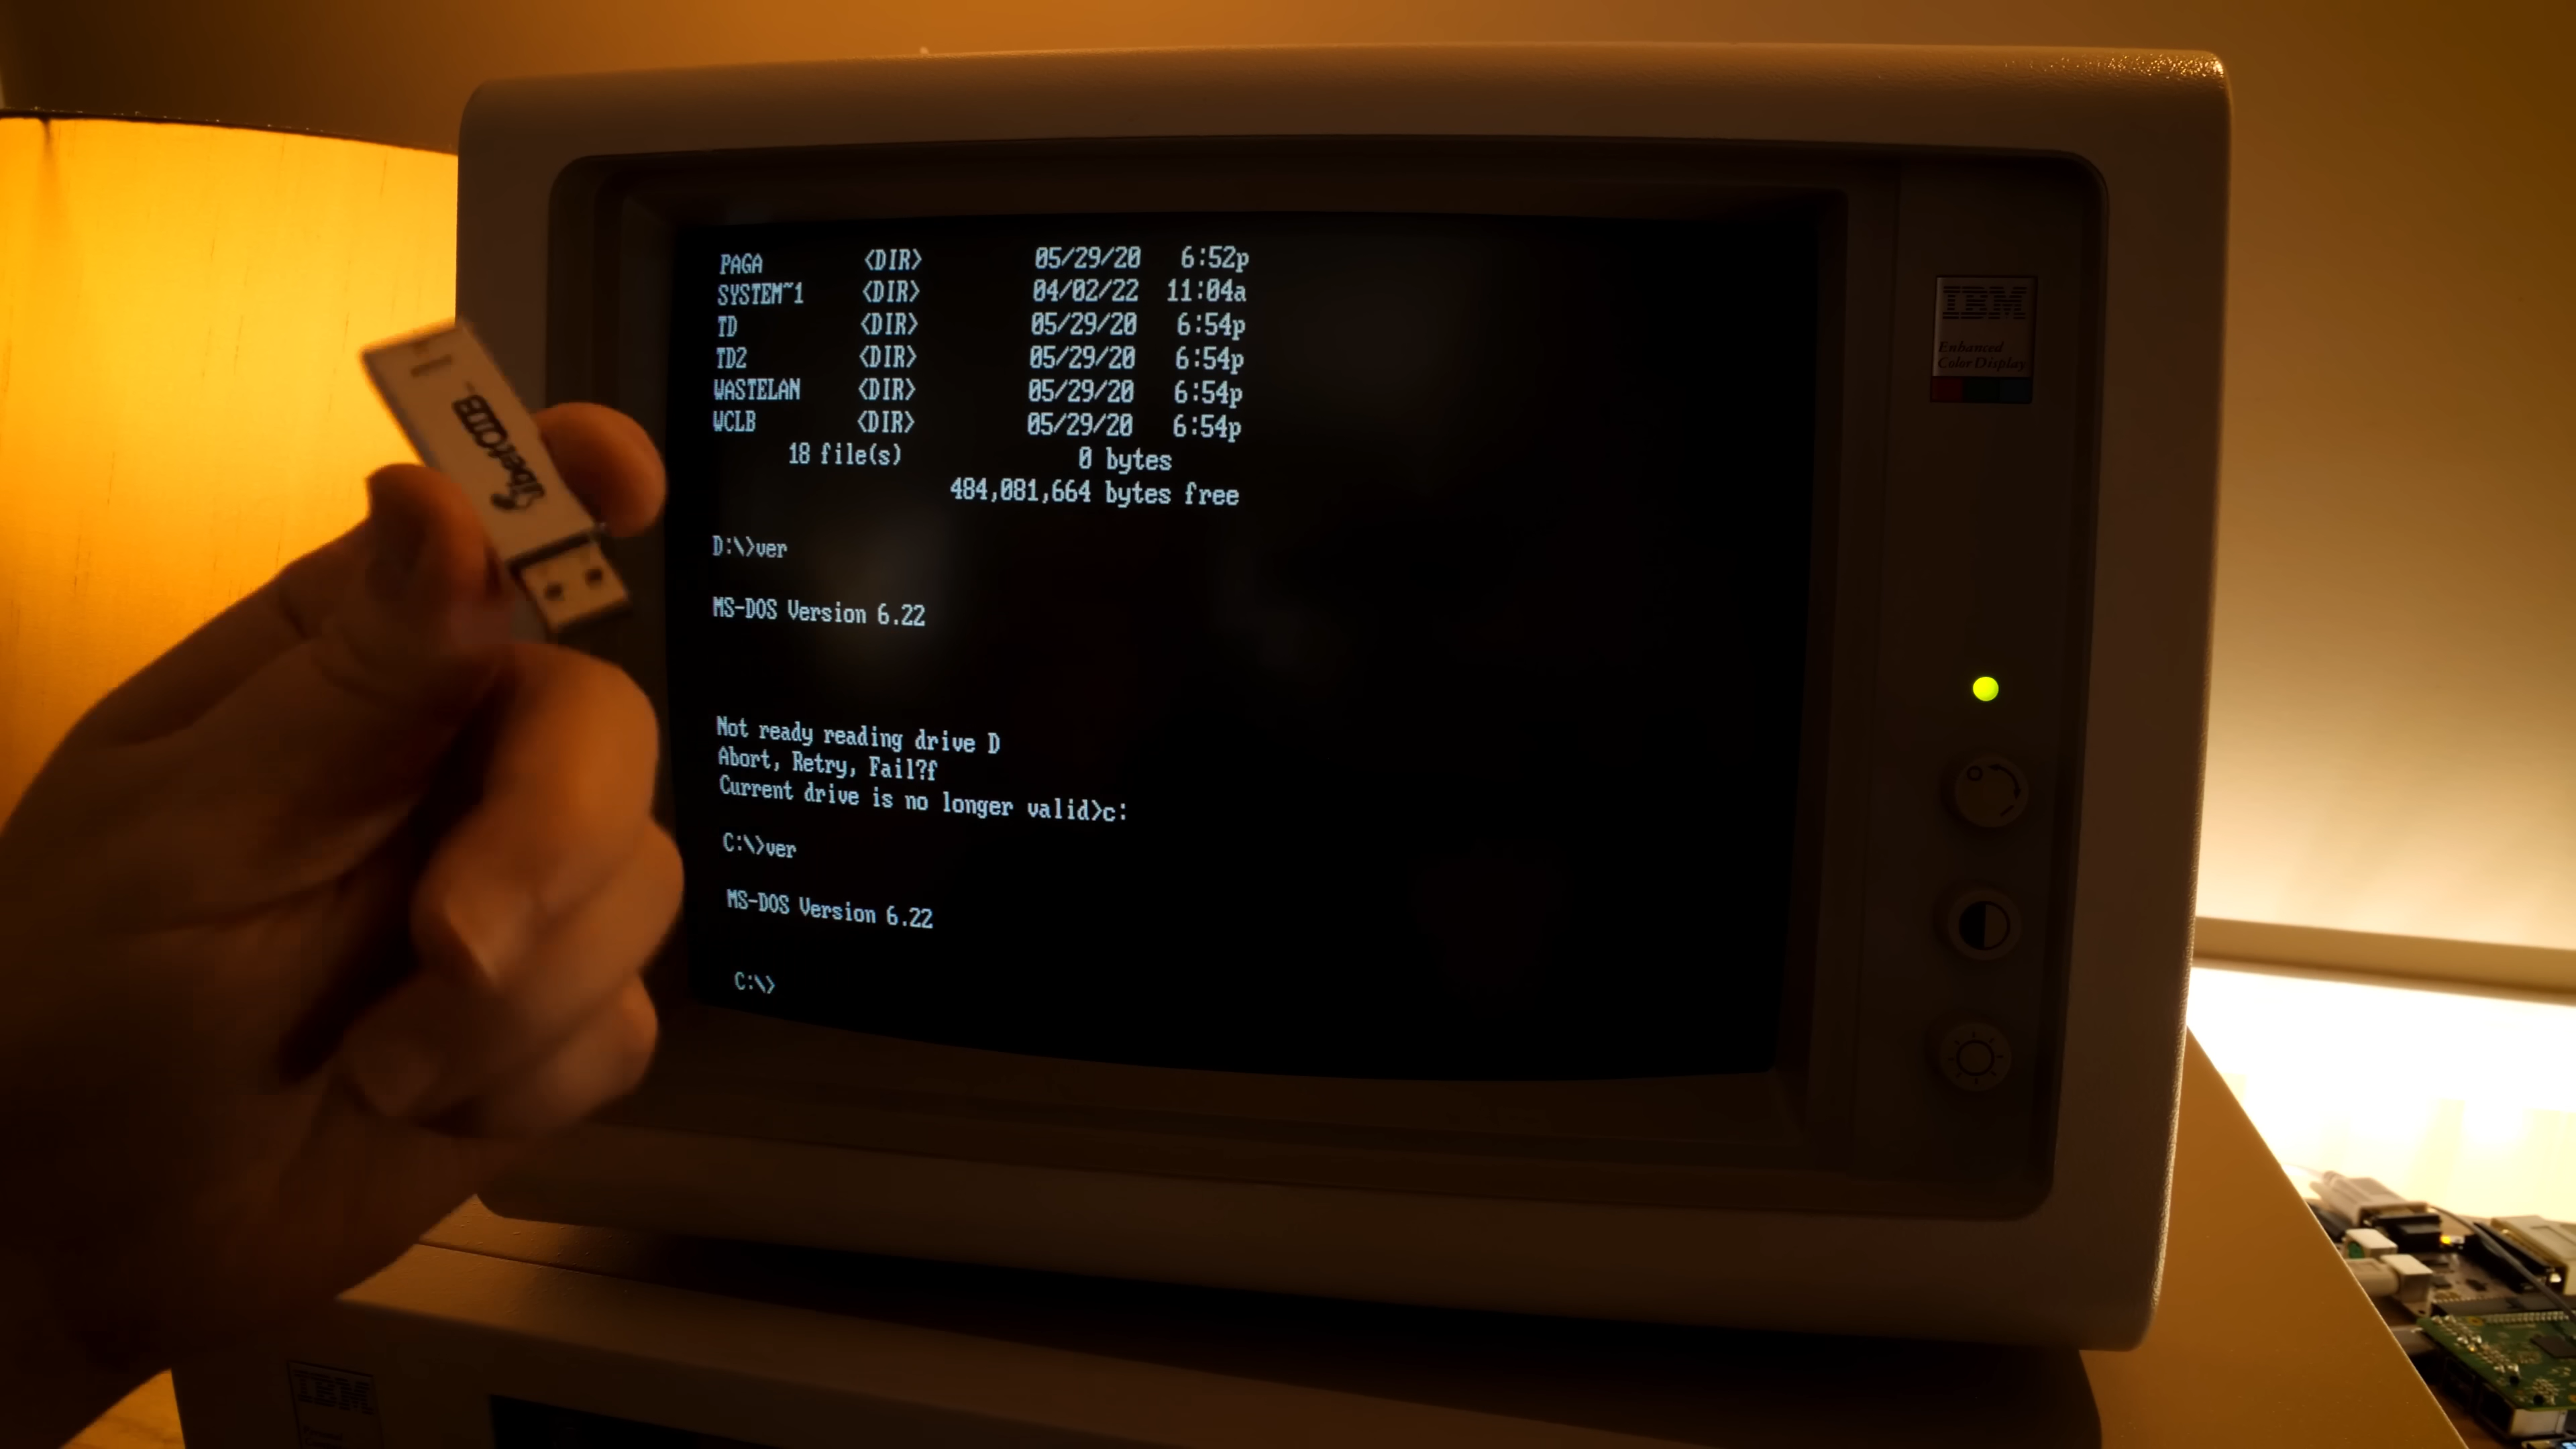 PAGA <DIR> 05/29/20 6:52p
SYSTEM~1 <DIR> 04/02/22 11:04a
TD <DIR> 05/29/20 6:54p
TD2 <DIR> 05/29/20 6:54p
WASTELAN <DIR> 05/29/20 6:54p
WCLB <DIR> 05/29/20 6:54p
18 file(s) 0 bytes
484,081,664 bytes free
D:\>ver
MS-DOS Version 6.22
Not ready reading drive D
Abort, Retry, Fail?f
Current drive is no longer valid>c:
C:\>ver
MS-DOS Version 6.22
C:\>
IBM
Enhanced
Color Display
IBM